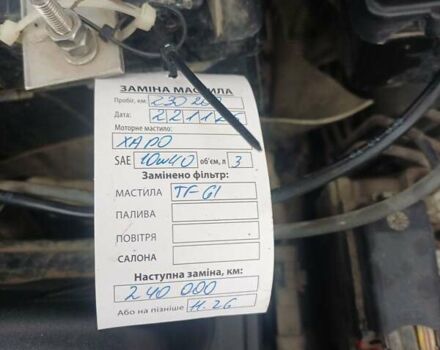 ЗАМІНА МАСТИЛА
Пробіг, км: 230 200
Дата: 22 11 25
Моторне мастило:
ХАДО
SAE 10w40 об'єм, л 3
Замінено фільтр:
МАСТИЛА TF 61
ПАЛИВА
ПОВІТРЯ
САЛОНА
Наступна заміна, км:
240 000
Або на пізніше 11.26